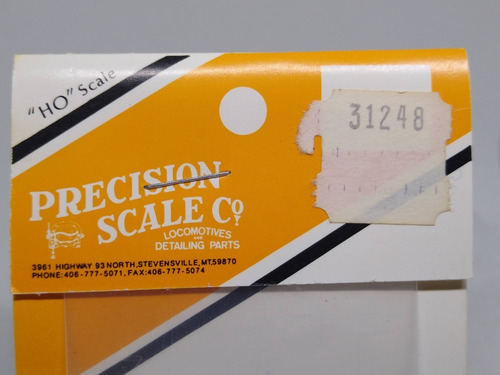 "HO" Scale
31248
PRECISION
SCALE Co.
LOCOMOTIVES
AND
DETAILING PARTS
3961 HIGHWAY 93 NORTH, STEVENSVILLE, MT, 59870
PHONE: 406-777-5071, FAX: 406-777-5074